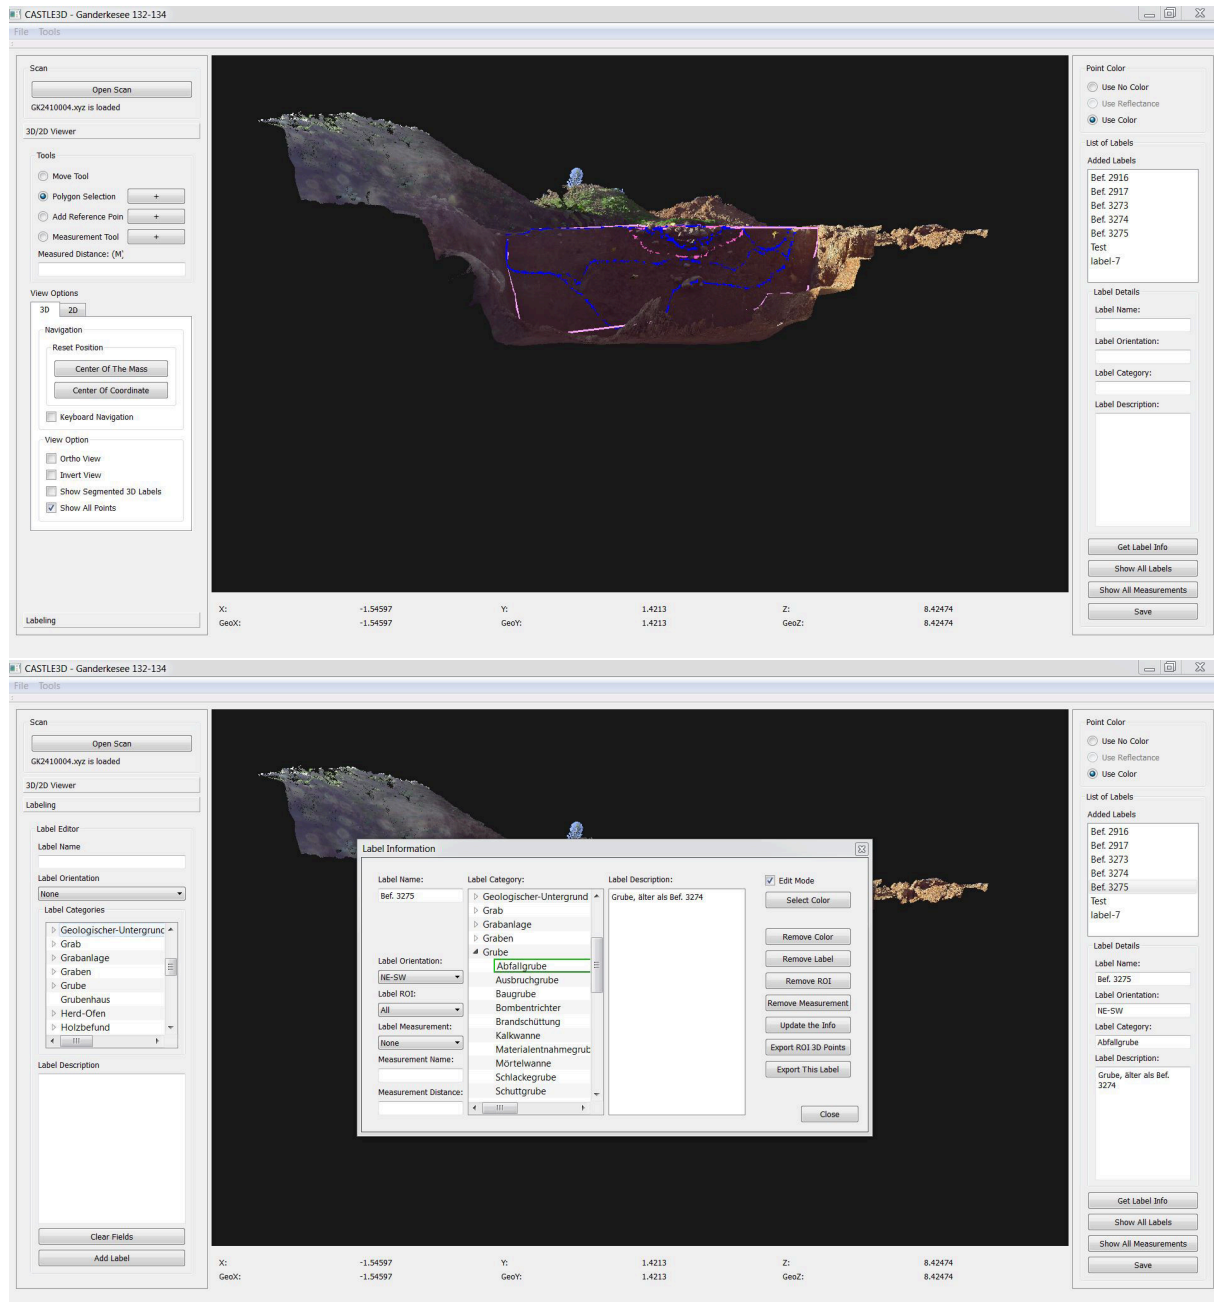 CASTLE3D - Ganderkesee 132-134
File Tools
Scan
Open Scan
GK2410004.xyz is loaded
3D/2D Viewer
Tools
Move Tool
Polygon Selection +
Add Reference Poin +
Measurement Tool +
Measured Distance: (M)
View Options
3D 2D
Navigation
Reset Position
Center Of The Mass
Center Of Coordinate
Keyboard Navigation
View Option
Ortho View
Invert View
Show Segmented 3D Labels
Show All Points
Labeling
X: -1.54597 Y: 1.4213 Z: 8.42474
GeoX: -1.54597 GeoY: 1.4213 GeoZ: 8.42474
Point Color
Use No Color
Use Reflectance
Use Color
List of Labels
Added Labels
Bef. 2916
Bef. 2917
Bef. 3273
Bef. 3274
Bef. 3275
Test
label-7
Label Details
Label Name:
Label Orientation:
Label Category:
Label Description:
Get Label Info
Show All Labels
Show All Measurements
Save
CASTLE3D - Ganderkesee 132-134
File Tools
Scan
Open Scan
GK2410004.xyz is loaded
3D/2D Viewer
Labeling
Label Editor
Label Name
Label Orientation
None
Label Categories
Geologischer-Untergrunc
Grab
Grabanlage
Graben
Grube
Grubenhaus
Herd-Ofen
Holzbefund
Label Description
Clear Fields
Add Label
Label Information
Label Name:
Bef. 3275
Label Orientation:
NE-SW
Label ROI:
All
Label Measurement:
None
Measurement Name:
Measurement Distance:
Label Category:
Geologischer-Untergrund
Grab
Grabanlage
Graben
Grube
Abfallgrube
Ausbruchgrube
Baugrube
Bombentrichter
Brandschüttung
Kalkwanne
Materialentnahmegrub
Mörtelwanne
Schlackegrube
Schuttgrube
Label Description:
Grube, älter als Bef. 3274
Edit Mode
Select Color
Remove Color
Remove Label
Remove ROI
Remove Measurement
Update the Info
Export ROI 3D Points
Export This Label
Close
X: -1.54597 Y: 1.4213 Z: 8.42474
GeoX: -1.54597 GeoY: 1.4213 GeoZ: 8.42474
Point Color
Use No Color
Use Reflectance
Use Color
List of Labels
Added Labels
Bef. 2916
Bef. 2917
Bef. 3273
Bef. 3274
Bef. 3275
Test
label-7
Label Details
Label Name:
Bef. 3275
Label Orientation:
NE-SW
Label Category:
Abfallgrube
Label Description:
Grube, älter als Bef.
3274
Get Label Info
Show All Labels
Show All Measurements
Save